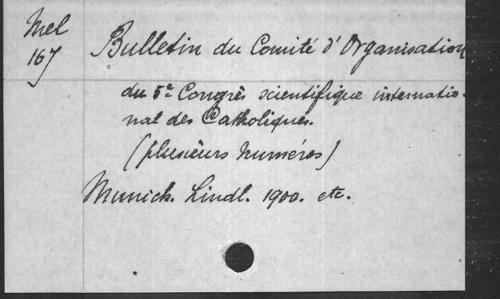 Mel
167
Bulletin du Comité d'Organisation
du 5e Congrès scientifique internatio-
nal des Catholiques.
(plusieurs numéros)
Munich. Lindl. 1900. etc.